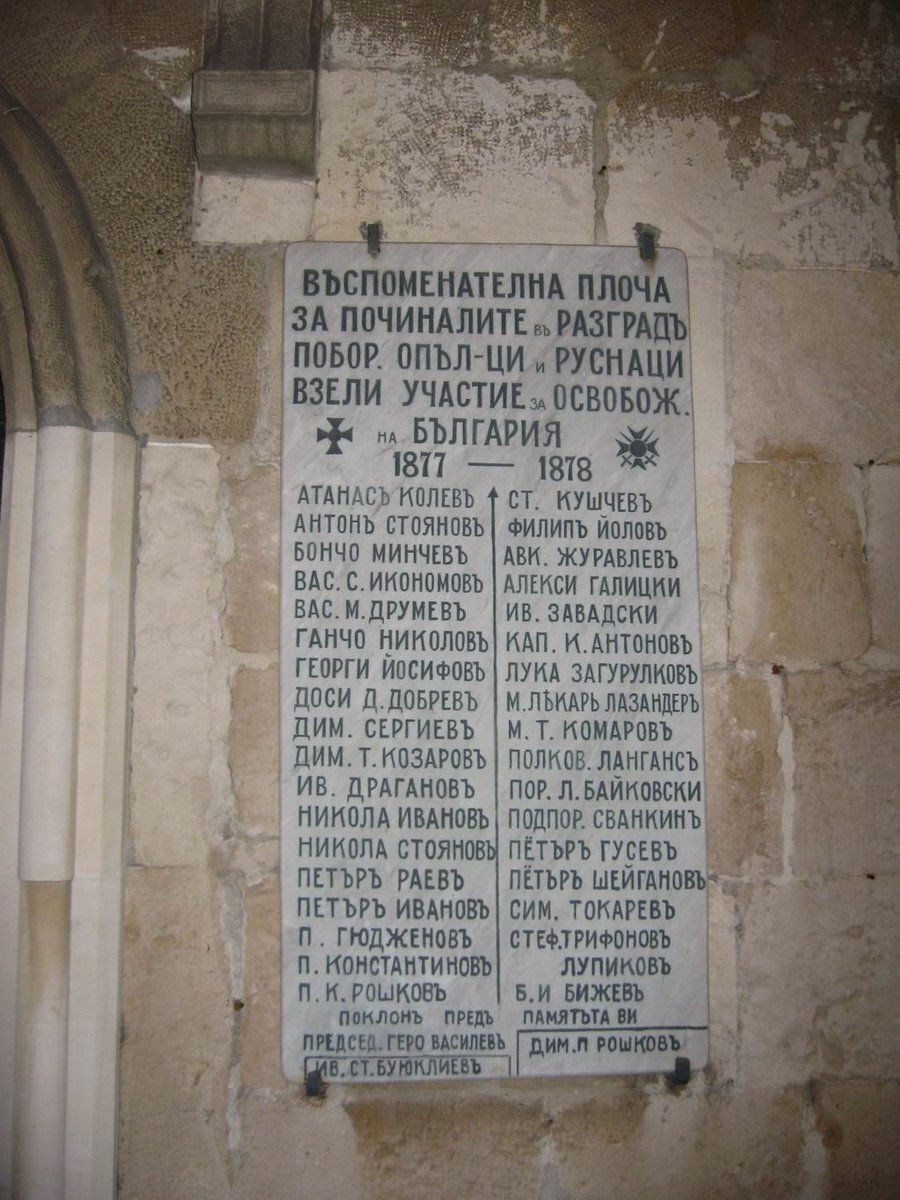 ВЪСПОМЕНАТЕЛНА ПЛОЧА
ЗА ПОЧИНАЛИТЕ въ РАЗГРАДЪ
ПОБОР. ОПЪЛ-ЦИ и РУСНАЦИ
ВЗЕЛИ УЧАСТИЕ ЗА ОСВОБОЖ.
НА БЪЛГАРИЯ
1877 — 1878
АТАНАСЪ КОЛЕВЪ
АНТОНЪ СТОЯНОВЪ
БОНЧО МИНЧЕВЪ
ВАС. С. ИКОНОМОВЪ
ВАС. М. ДРУМЕВЪ
ГАНЧО НИКОЛОВЪ
ГЕОРГИ ЙОСИФОВЪ
ДОСИ Д. ДОБРЕВЪ
ДИМ. СЕРГИЕВЪ
ДИМ. Т. КОЗАРОВЪ
ИВ. ДРАГАНОВЪ
НИКОЛА ИВАНОВЪ
НИКОЛА СТОЯНОВЪ
ПЕТЪРЪ РАЕВЪ
ПЕТЪРЪ ИВАНОВЪ
П. ГЮДЖЕНОВЪ
П. КОНСТАНТИНОВЪ
П. К. РОШКОВЪ
СТ. КУШЧЕВЪ
ФИЛИПЪ ЙОЛОВЪ
АВК. ЖУРАВЛЕВЪ
АЛЕКСИ ГАЛИЦКИ
ИВ. ЗАВАДСКИ
КАП. К. АНТОНОВЪ
ЛУКА ЗАГУРУЛКОВЪ
М. ЛѢКАРЬ ЛАЗАНДЕРЪ
М. Т. КОМАРОВЪ
ПОЛКОВ. ЛАНГАНСЪ
ПОР. Л. БАЙКОВСКИ
ПОДПОР. СВАНКИНЪ
ПЁТЪРЪ ГУСЕВЪ
ПЁТЪРЪ ШЕЙГАНОВЪ
СИМ. ТОКАРЕВЪ
СТЕФ. ТРИФОНОВЪ
ЛУПИКОВЪ
Б. И БИЖЕВЪ
ПОКЛОНЪ ПРЕДЪ ПАМЯТЬТА ВИ
ПРЕДСЕД. ГЕРО ВАСИЛЕВЪ
ИВ. СТ. БУЮКЛИЕВЪ
ДИМ. П РОШКОВЪ